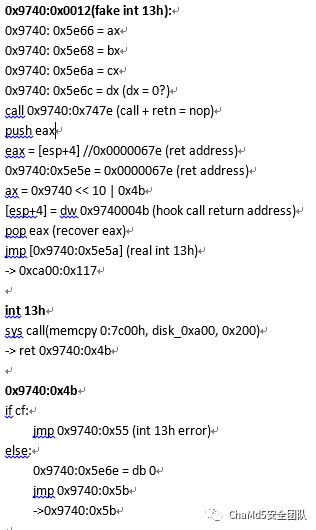 0x9740:0x0012(fake int 13h):
0x9740: 0x5e66 = ax
0x9740: 0x5e68 = bx
0x9740: 0x5e6a = cx
0x9740: 0x5e6c = dx (dx = 0?)
call 0x9740:0x747e (call + retn = nop)
push eax
eax = [esp+4] //0x0000067e (ret address)
0x9740:0x5e5e = 0x0000067e (ret address)
ax = 0x9740 << 10 | 0x4b
[esp+4] = dw 0x9740004b (hook call return address)
pop eax (recover eax)
jmp [0x9740:0x5e5a] (real int 13h)
-> 0xca00:0x117
int 13h
sys call(memcpy 0:7c00h, disk_0xa00, 0x200)
-> ret 0x9740:0x4b
0x9740:0x4b
if cf:
jmp 0x9740:0x55 (int 13h error)
else:
0x9740:0x5e6e = db 0
jmp 0x9740:0x5b
->0x9740:0x5b
ChaMd5安全团队